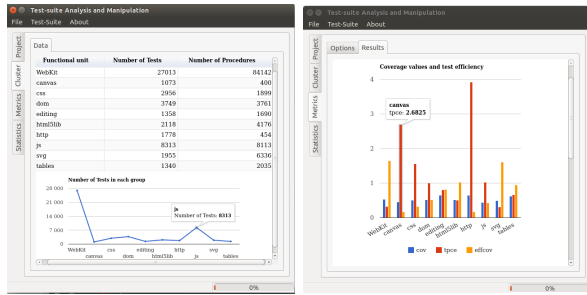 Test-suite Analysis and Manipulation
File Test-Suite About
Project
Cluster
Metrics
Statistics
Data
Functional unit Number of Tests Number of Procedures
WebKit 27013 84142
canvas 1073 400
css 2956 1899
dom 3749 3761
editing 1358 1690
html5lib 2118 4176
http 1778 454
js 8313 8113
svg 1955 6336
tables 1340 2035
Number of Tests in each group
28 000
21 000
14 000
7 000
0
js
Number of Tests: 8313
WebKit css editing http svg
canvas dom html5lib js tables
0%
Test-suite Analysis and Manipulation
File Test-Suite About
Project
Cluster
Metrics
Statistics
Options Results
Coverage values and test efficiency
4
3
2
1
0
canvas
tpce: 2.6825
WebKit canvas css dom editing html5lib http js svg tables
cov tpce effcov
0%